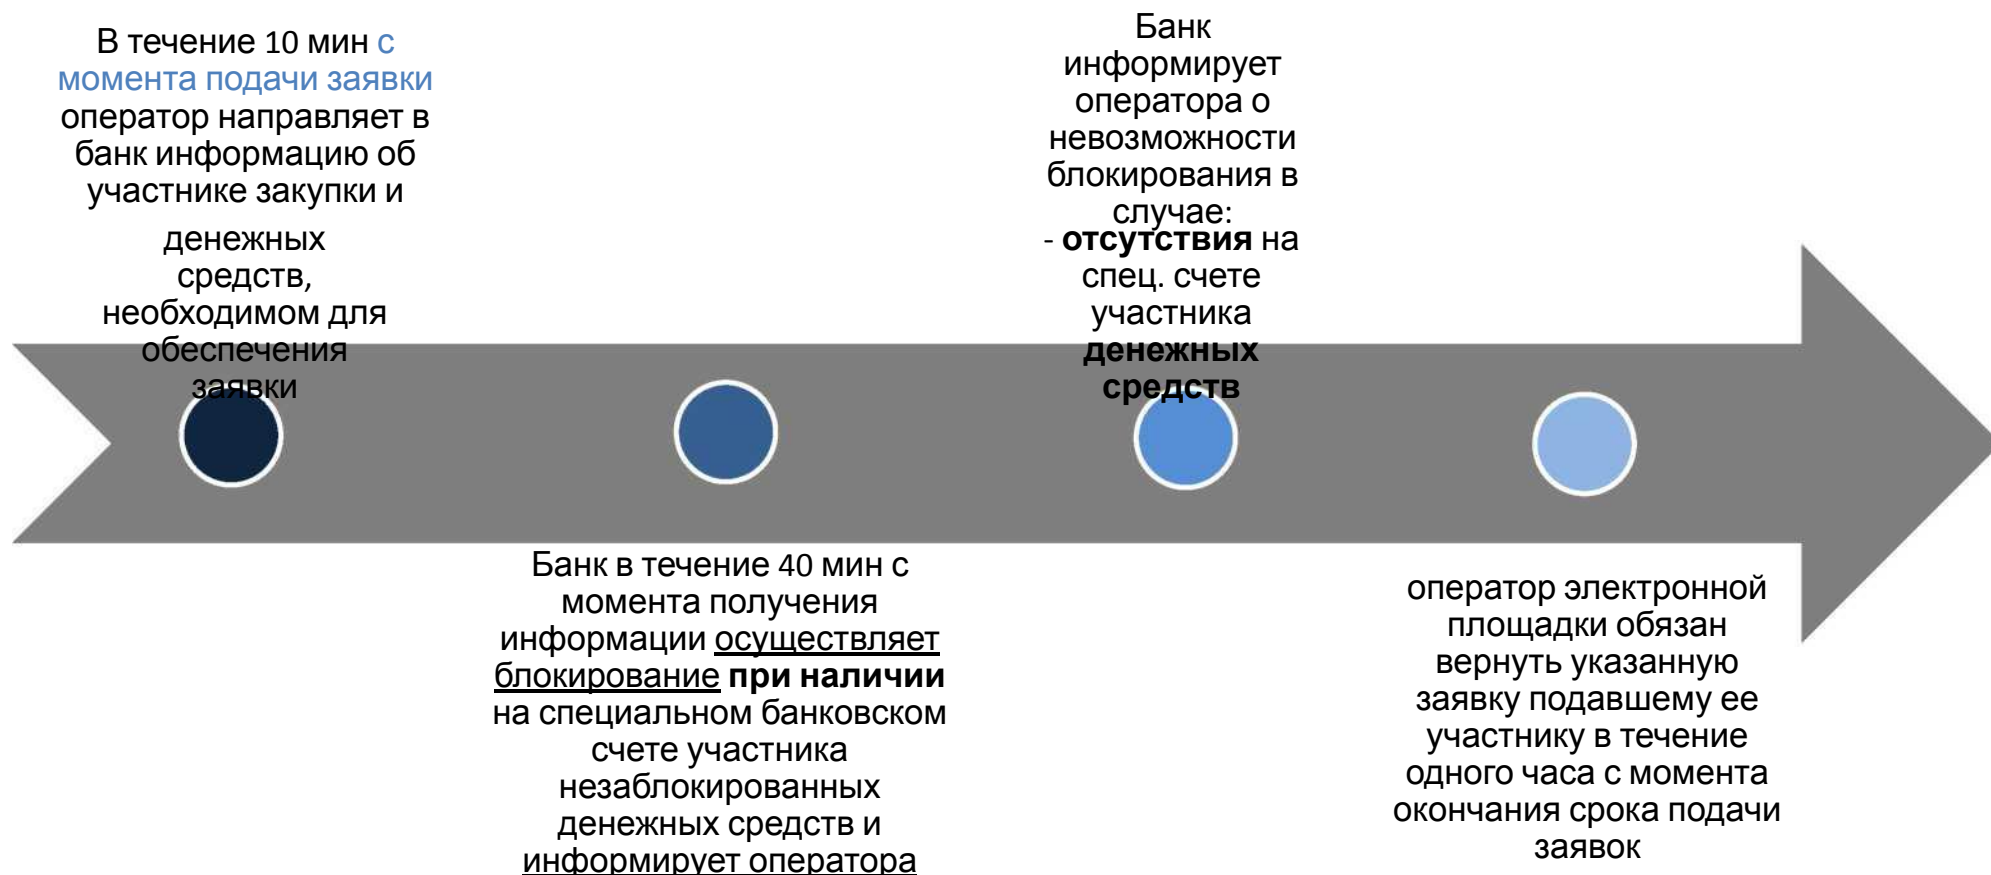 В течение 10 мин с
момента подачи заявки
оператор направляет в
банк информацию об
участнике закупки и
денежных
средств,
необходимом для
обеспечения
заявки
Банк в течение 40 мин с
момента получения
информации осуществляет
блокирование при наличии
на специальном банковском
счете участника
незаблокированных
денежных средств и
информирует оператора
Банк
информирует
оператора о
невозможности
блокирования в
случае:
- отсутствия на
спец. счете
участника
денежных
средств
оператор электронной
площадки обязан
вернуть указанную
заявку подавшему ее
участнику в течение
одного часа с момента
окончания срока подачи
заявок